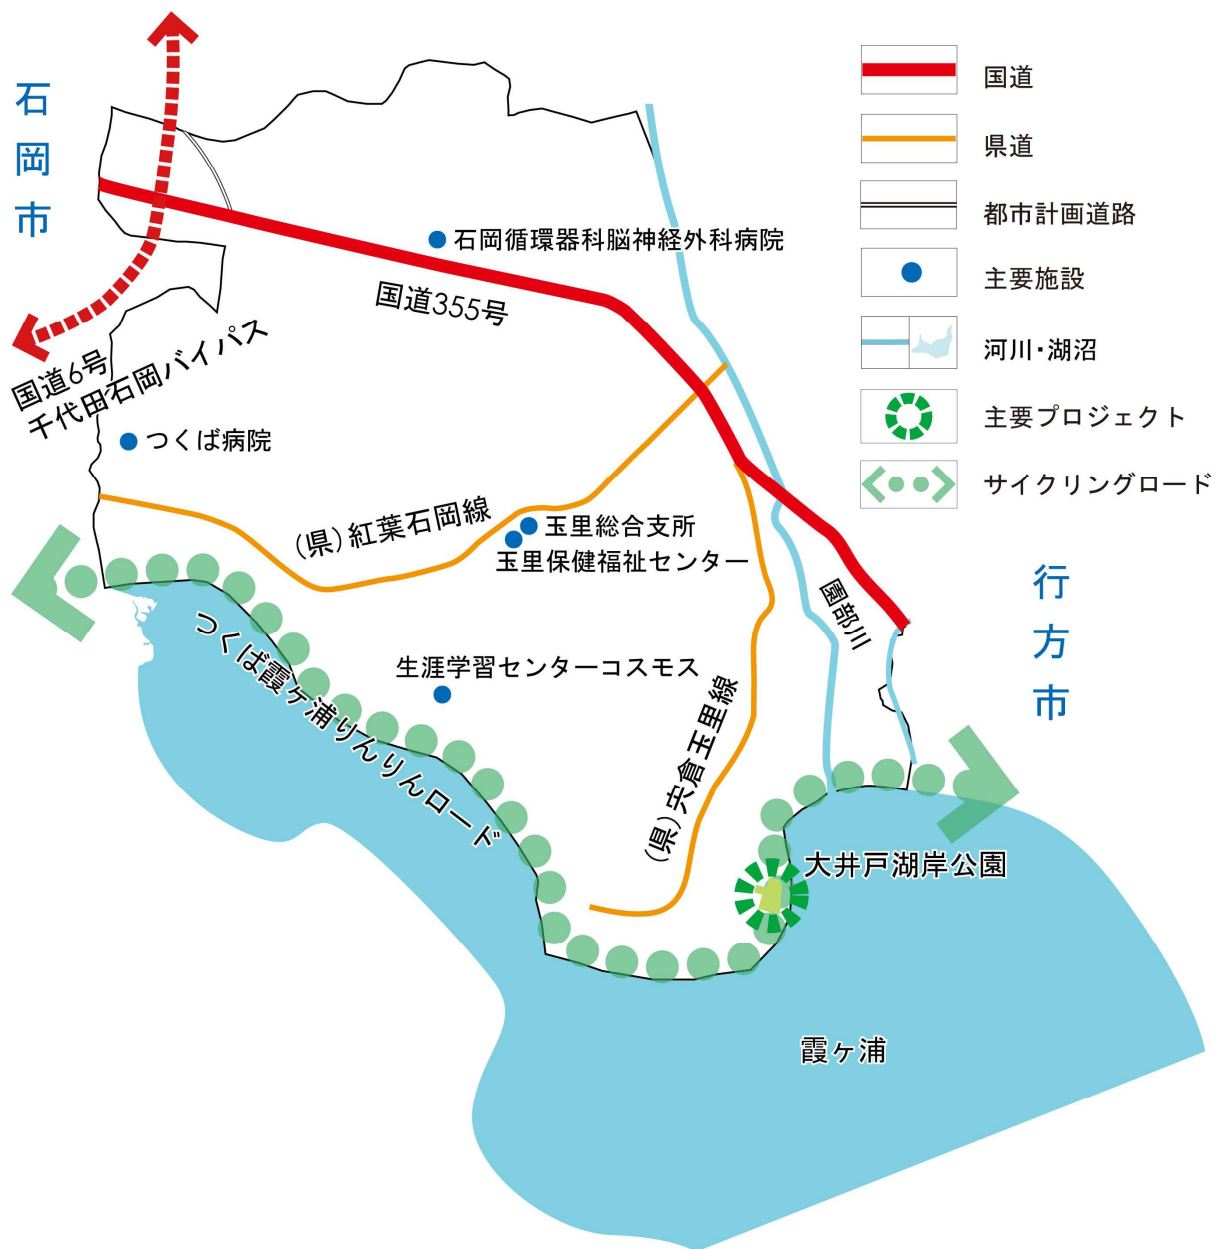 石岡市
国道
県道
都市計画道路
主要施設
河川・湖沼
主要プロジェクト
サイクリングロード
石岡循環器科脳神経外科病院
国道355号
国道6号
千代田石岡バイパス
つくば病院
(県)紅葉石岡線
玉里総合支所
玉里保健福祉センター
行方市
園部川
つくば霞ヶ浦りんりんロード
生涯学習センターコスモス
(県)宍倉玉里線
大井戸湖岸公園
霞ヶ浦